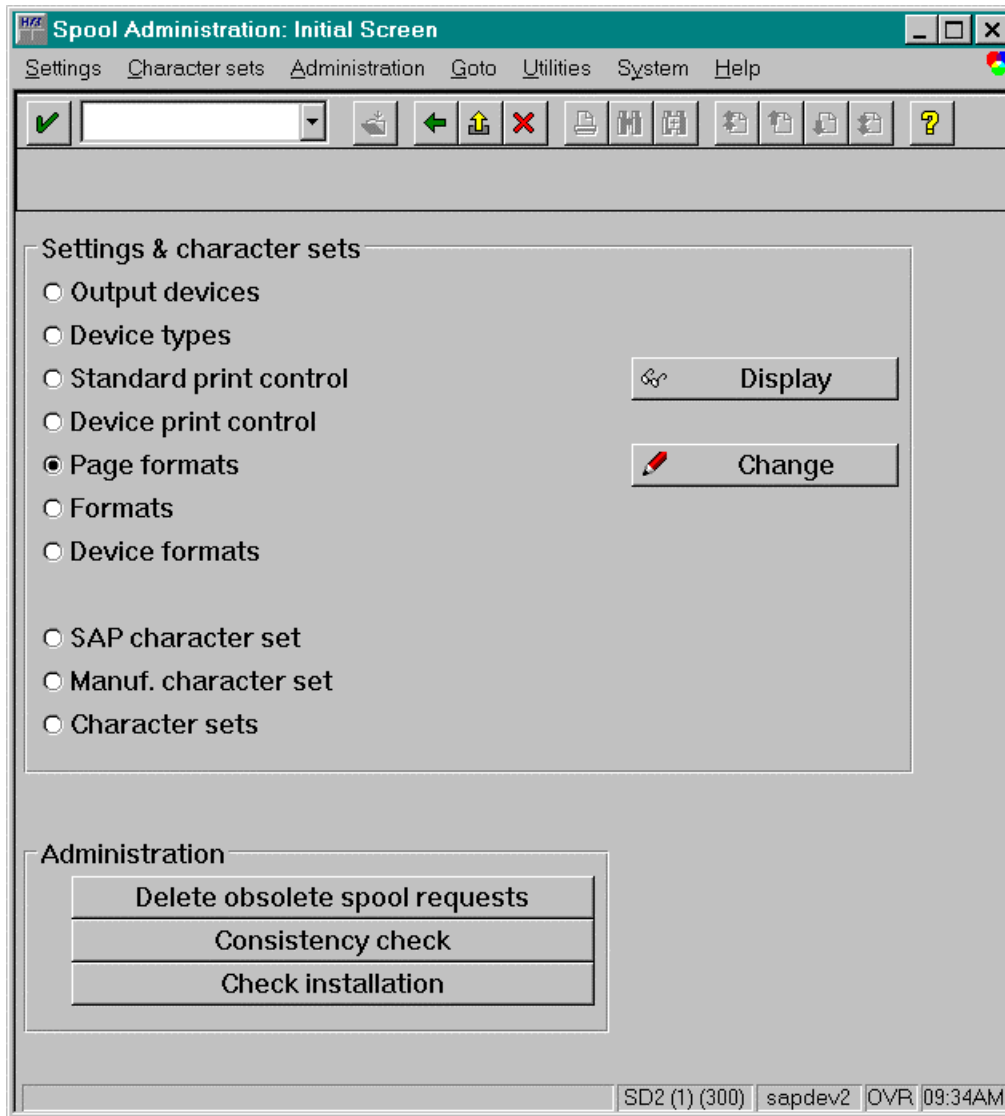 Spool Administration: Initial Screen
Settings Character sets Administration Goto Utilities System Help
Settings & character sets
Output devices
Device types
Standard print control
Display
Device print control
Page formats
Change
Formats
Device formats
SAP character set
Manuf. character set
Character sets
Administration
Delete obsolete spool requests
Consistency check
Check installation
SD2 (1) (300) sapdev2 OVR 09:34AM